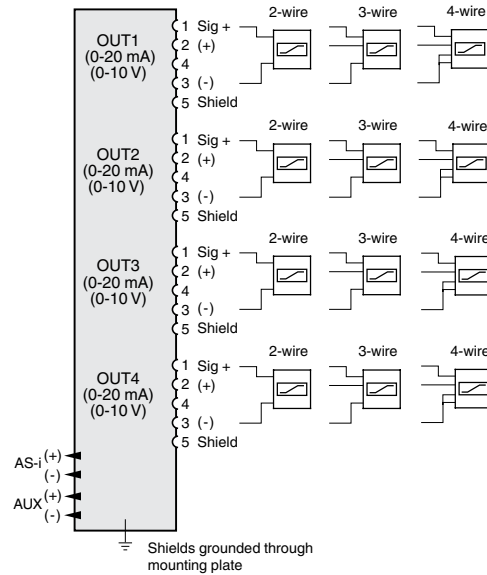 2-wire 3-wire 4-wire
OUT1
(0-20 mA)
(0-10 V)
1 Sig +
2 (+)
4
3 (-)
5 Shield
2-wire 3-wire 4-wire
OUT2
(0-20 mA)
(0-10 V)
1 Sig +
2 (+)
4
3 (-)
5 Shield
2-wire 3-wire 4-wire
OUT3
(0-20 mA)
(0-10 V)
1 Sig +
2 (+)
4
3 (-)
5 Shield
2-wire 3-wire 4-wire
OUT4
(0-20 mA)
(0-10 V)
1 Sig +
2 (+)
4
3 (-)
5 Shield
AS-i (+)
(-)
AUX (+)
(-)
Shields grounded through
mounting plate